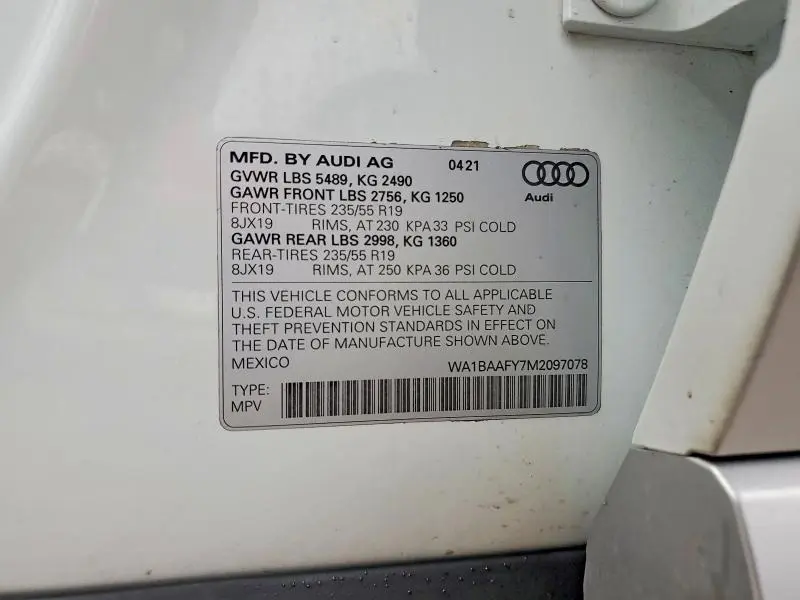 MFD. BY AUDI AG 0421
GVWR LBS 5489, KG 2490
GAWR FRONT LBS 2756, KG 1250
FRONT-TIRES 235/55 R19
8JX19 RIMS, AT 230 KPA 33 PSI COLD
GAWR REAR LBS 2998, KG 1360
REAR-TIRES 235/55 R19
8JX19 RIMS, AT 250 KPA 36 PSI COLD
Audi
THIS VEHICLE CONFORMS TO ALL APPLICABLE
U.S. FEDERAL MOTOR VEHICLE SAFETY AND
THEFT PREVENTION STANDARDS IN EFFECT ON
THE DATE OF MANUFACTURE SHOWN ABOVE.
MEXICO WA1BAAFY7M2097078
TYPE:
MPV